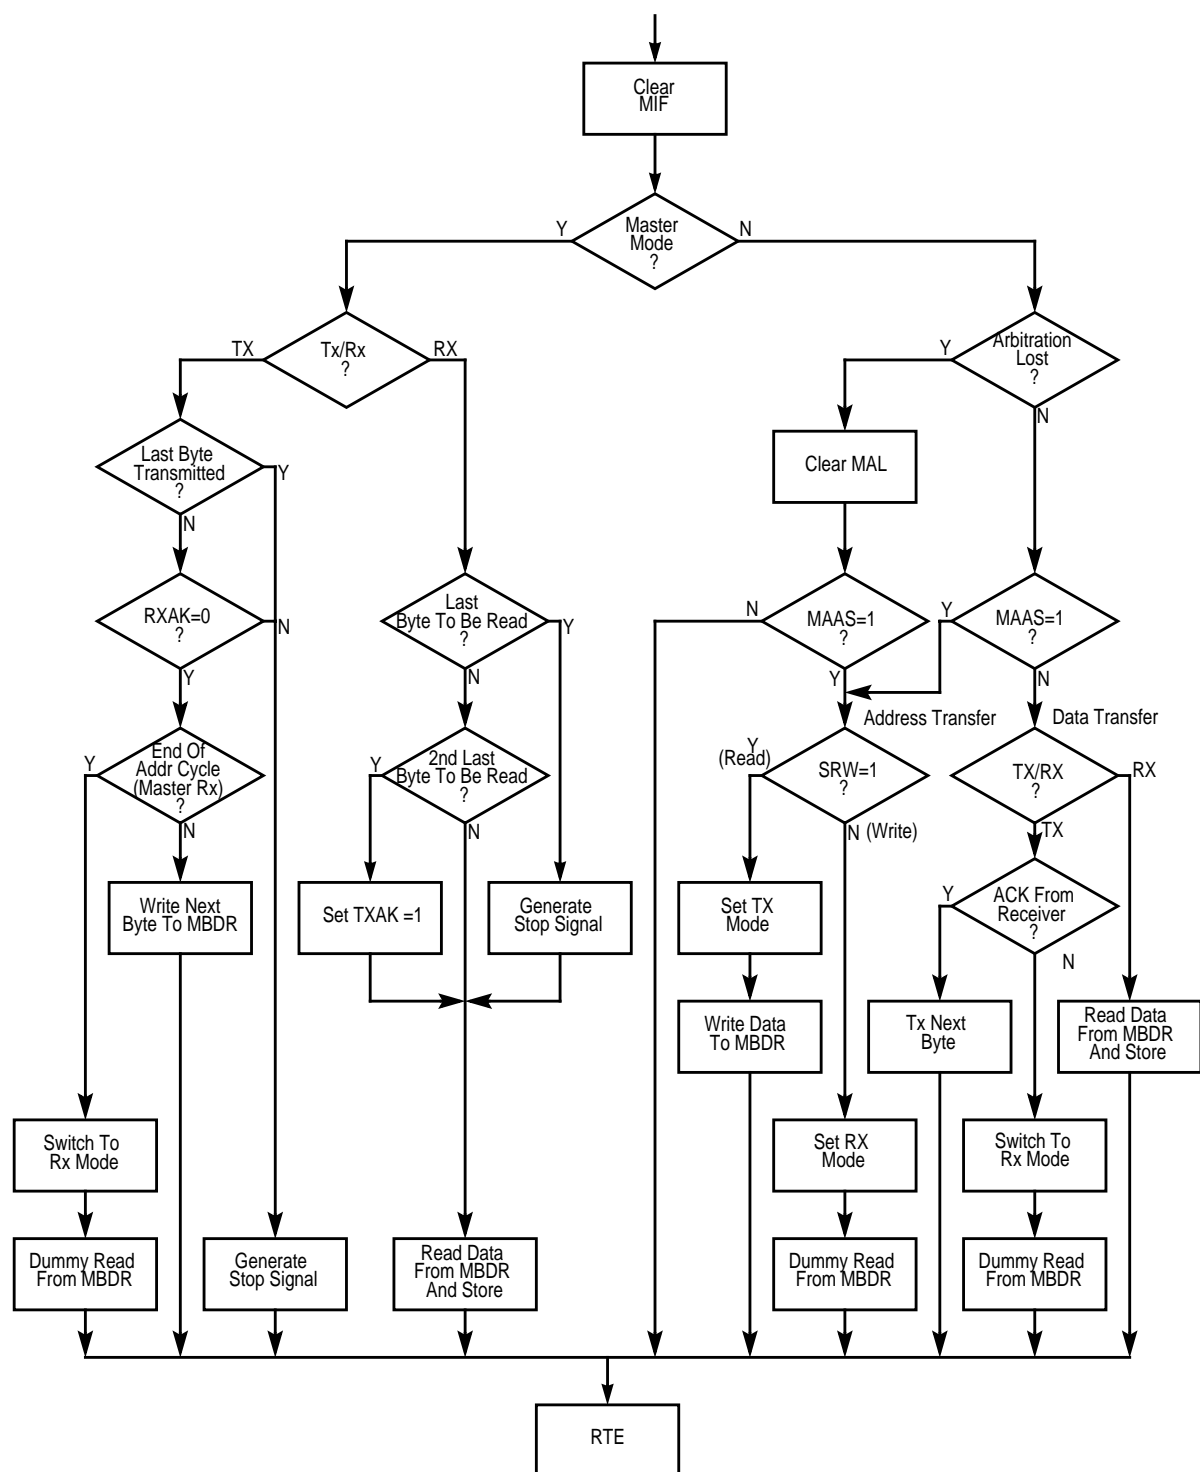 Clear
MIF
Y
Master
Mode
?
N
TX
Tx/Rx
?
RX
Y
Arbitration
Lost
?
N
Last Byte
Transmitted
?
Y
N
Clear MAL
RXAK=0
?
N
Y
Last
Byte To Be Read
?
Y
N
N
MAAS=1
?
Y
Y
MAAS=1
?
N
Address Transfer
Data Transfer
Y
End Of
Addr Cycle
(Master Rx)
?
N
Y
2nd Last
Byte To Be Read
?
N
Y
(Read)
SRW=1
?
N (Write)
TX/RX
?
RX
TX
Write Next
Byte To MBDR
Set TXAK =1
Generate
Stop Signal
Set TX
Mode
Y
ACK From
Receiver
?
N
Write Data
To MBDR
Tx Next
Byte
Read Data
From MBDR
And Store
Switch To
Rx Mode
Set RX
Mode
Switch To
Rx Mode
Dummy Read
From MBDR
Generate
Stop Signal
Read Data
From MBDR
And Store
Dummy Read
From MBDR
Dummy Read
From MBDR
RTE